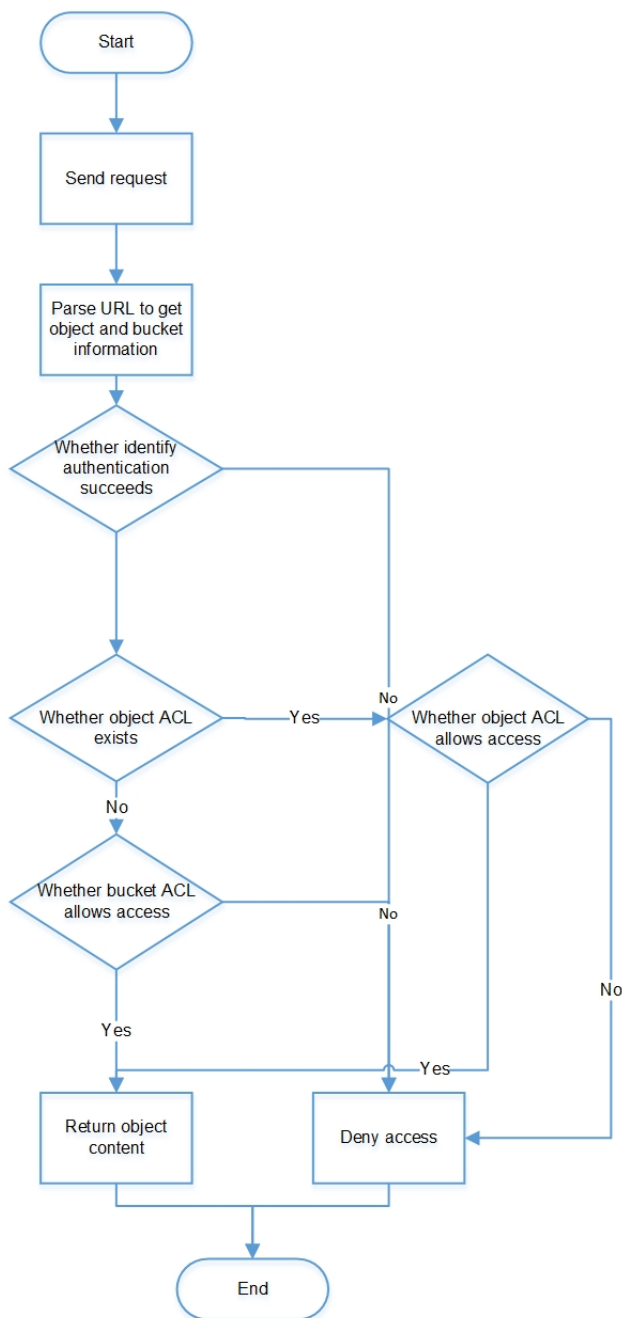 Start
Send request
Parse URL to get
object and bucket
information
Whether identify
authentication
succeeds
No
Whether object ACL
exists
Yes
Whether object ACL
allows access
No
Whether bucket ACL
allows access
No
No
Yes
Yes
Return object
content
Deny access
End